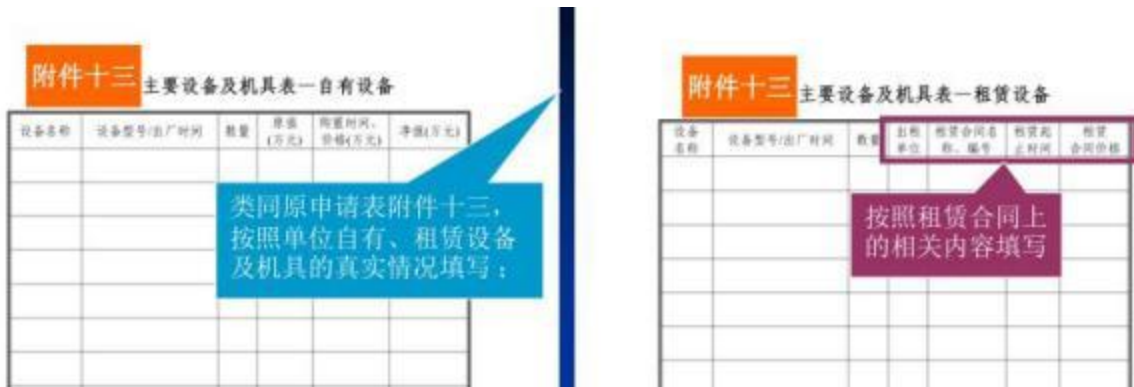 附件十三
主要设备及机具表—自有设备
设备名称 设备型号/出厂时间 数量 原值(万元) 购置时间、价格(万元) 净值(万元)
类同原申请表附件十三,
按照单位自有、租赁设备
及机具的真实情况填写;
附件十三
主要设备及机具表—租赁设备
设备名称 设备型号/出厂时间 数量 出租单位 租赁合同名称、编号 租赁起止时间 租赁合同价格
按照租赁合同上
的相关内容填写